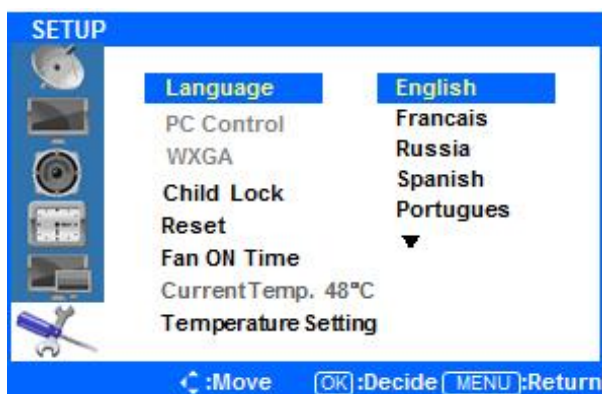 SETUP
Language English
PC Control Francais
WXGA Russia
Child Lock Spanish
Reset Portugues
Fan ON Time
CurrentTemp. 48°C
Temperature Setting
:Move OK :Decide MENU :Return